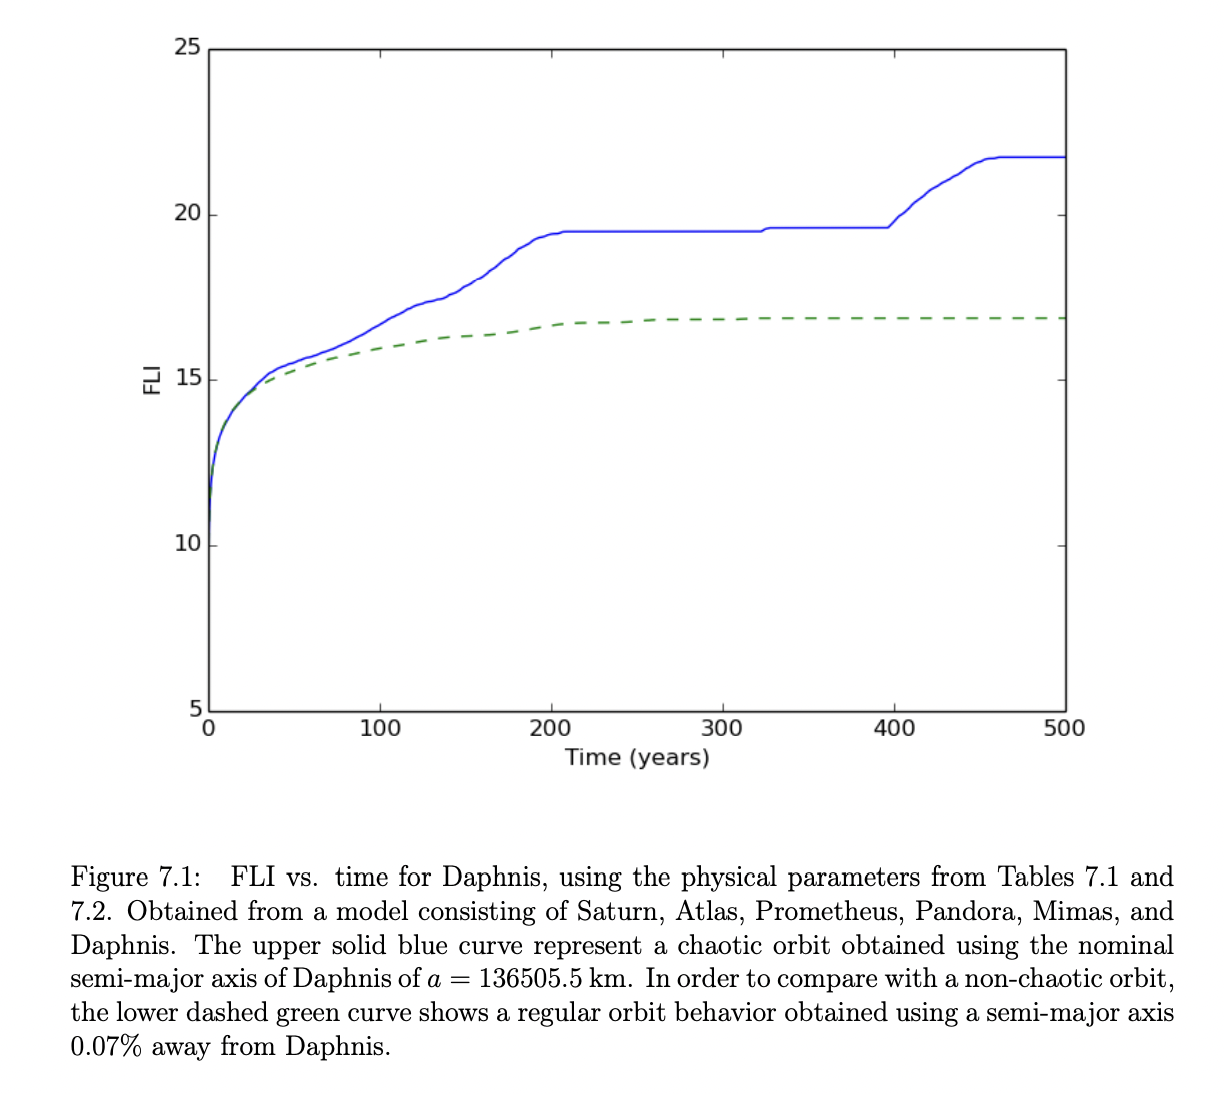 25
20
15
10
5
FLI
0 100 200 300 400 500
Time (years)
Figure 7.1: FLI vs. time for Daphnis, using the physical parameters from Tables 7.1 and
7.2. Obtained from a model consisting of Saturn, Atlas, Prometheus, Pandora, Mimas, and
Daphnis. The upper solid blue curve represent a chaotic orbit obtained using the nominal
semi-major axis of Daphnis of a = 136505.5 km. In order to compare with a non-chaotic orbit,
the lower dashed green curve shows a regular orbit behavior obtained using a semi-major axis
0.07% away from Daphnis.